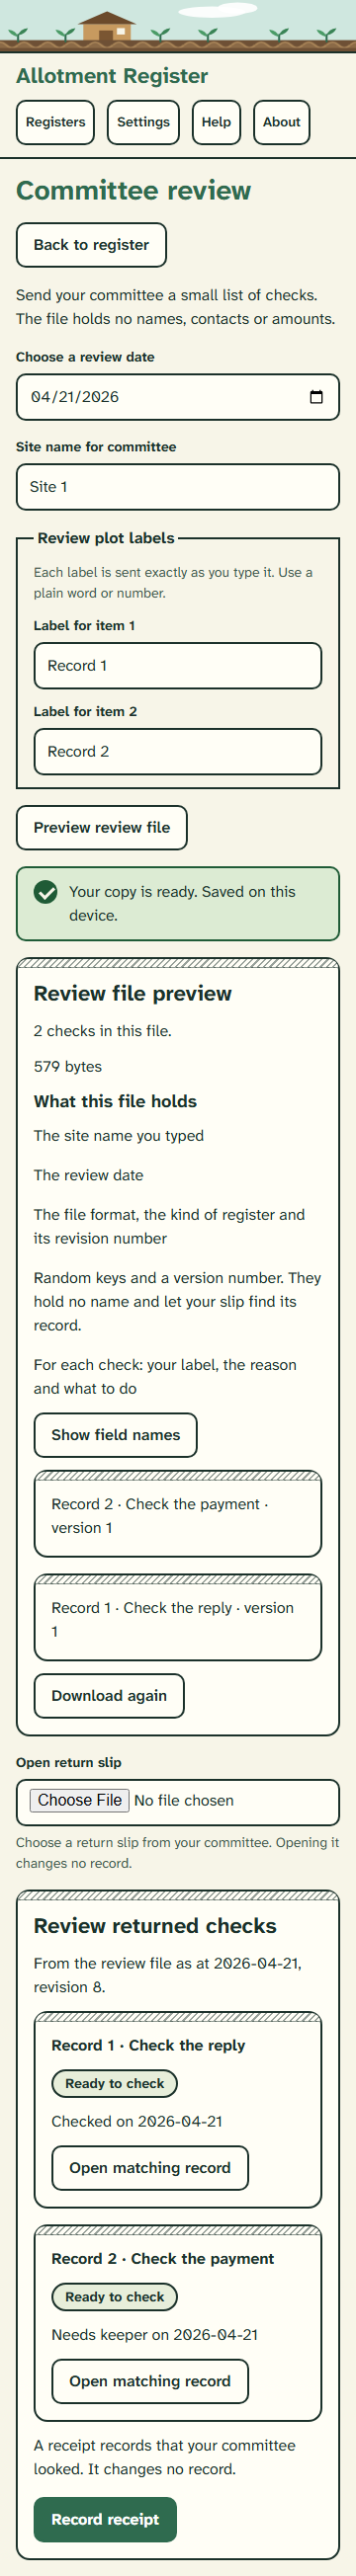 Allotment Register
Registers
Settings
Help
About
Committee review
Back to register
Send your committee a small list of checks.
The file holds no names, contacts or amounts.
Choose a review date
04/21/2026
Site name for committee
Site 1
Review plot labels
Each label is sent exactly as you type it. Use a
plain word or number.
Label for item 1
Record 1
Label for item 2
Record 2
Preview review file
Your copy is ready. Saved on this
device.
Review file preview
2 checks in this file.
579 bytes
What this file holds
The site name you typed
The review date
The file format, the kind of register and
its revision number
Random keys and a version number. They
hold no name and let your slip find its
record.
For each check: your label, the reason
and what to do
Show field names
Record 2 · Check the payment ·
version 1
Record 1 · Check the reply · version
1
Download again
Open return slip
Choose File No file chosen
Choose a return slip from your committee. Opening it
changes no record.
Review returned checks
From the review file as at 2026-04-21,
revision 8.
Record 1 · Check the reply
Ready to check
Checked on 2026-04-21
Open matching record
Record 2 · Check the payment
Ready to check
Needs keeper on 2026-04-21
Open matching record
A receipt records that your committee
looked. It changes no record.
Record receipt